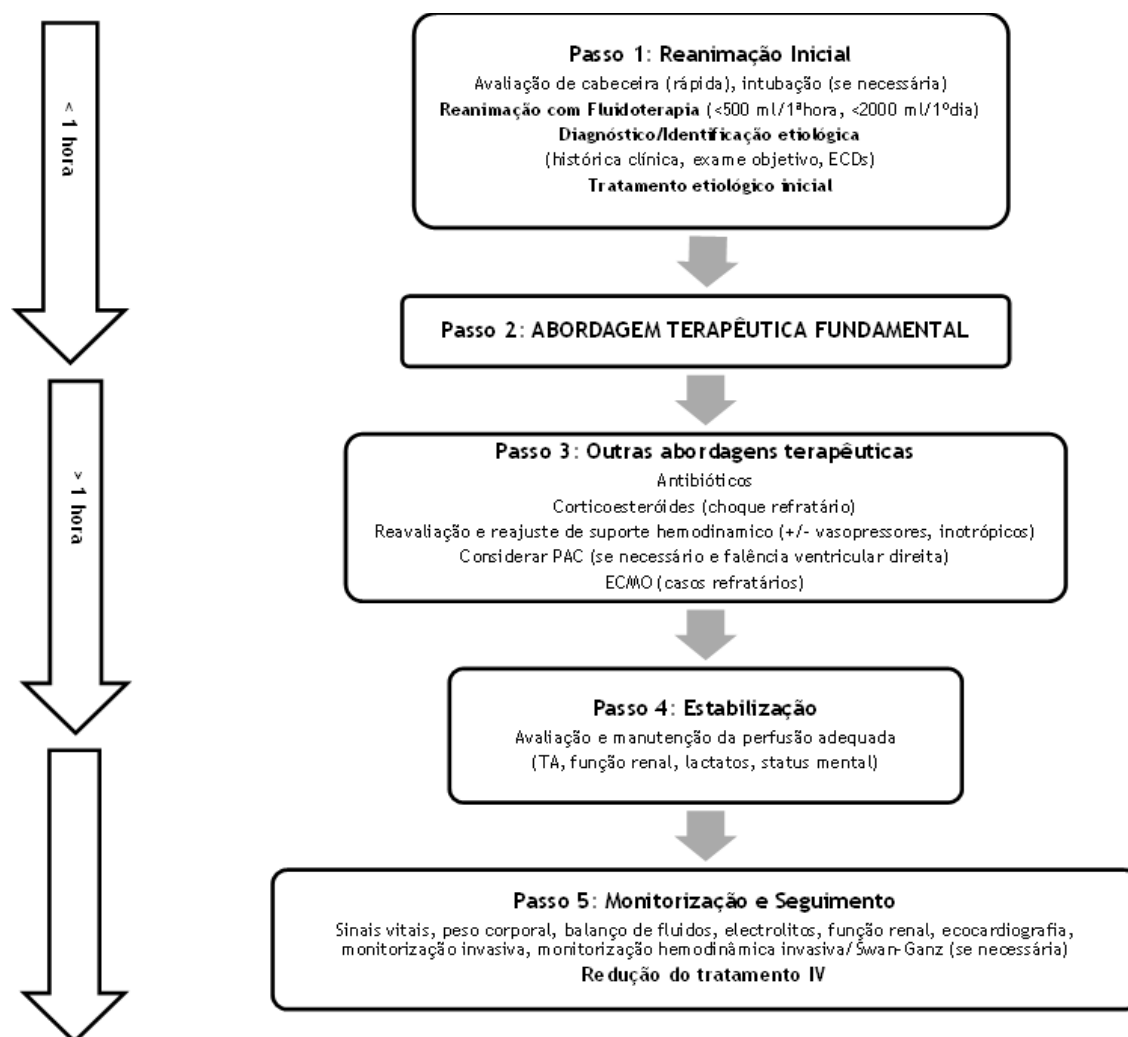 < 1 hora
Passo 1: Reanimação Inicial
Avaliação de cabeceira (rápida), intubação (se necessária)
Reanimação com Fluidoterapia (<500 ml/1ªhora, <2000 ml/1ºdia)
Diagnóstico/Identificação etiológica
(histórica clínica, exame objetivo, ECDs)
Tratamento etiológico inicial
Passo 2: ABORDAGEM TERAPÊUTICA FUNDAMENTAL
> 1 hora
Passo 3: Outras abordagens terapêuticas
Antibióticos
Corticoesteróides (choque refratário)
Reavaliação e reajuste de suporte hemodinamico (+/- vasopressores, inotrópicos)
Considerar PAC (se necessário e falência ventricular direita)
ECMO (casos refratários)
Passo 4: Estabilização
Avaliação e manutenção da perfusão adequada
(TA, função renal, lactatos, status mental)
Passo 5: Monitorização e Seguimento
Sinais vitais, peso corporal, balanço de fluidos, electrolitos, função renal, ecocardiografia,
monitorização invasiva, monitorização hemodinâmica invasiva/Swan-Ganz (se necessária)
Redução do tratamento IV